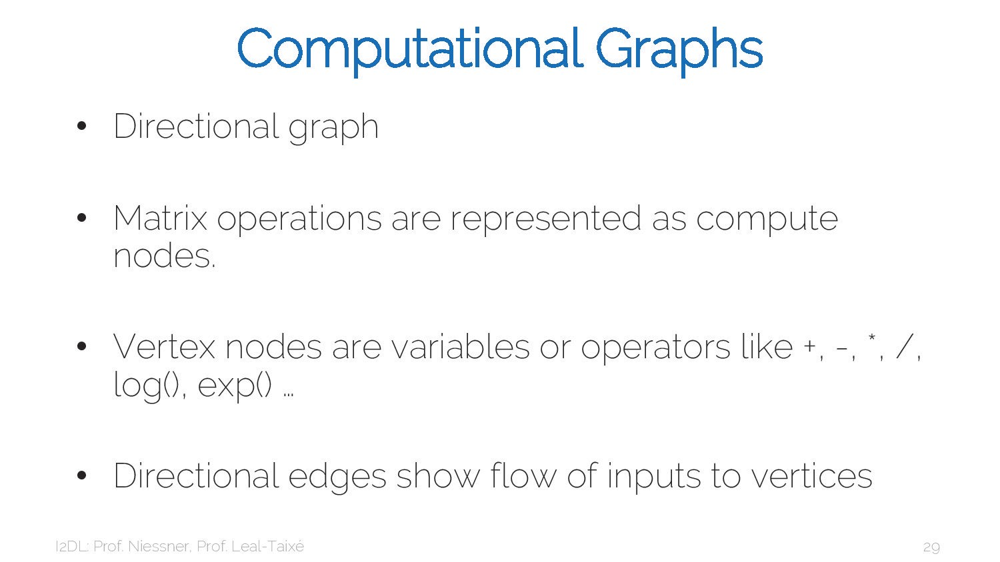 Computational Graphs
• Directional graph
• Matrix operations are represented as compute
nodes.
• Vertex nodes are variables or operators like +, -, *, /,
log(), exp() …
• Directional edges show flow of inputs to vertices
I2DL: Prof. Niessner, Prof. Leal-Taixé
29